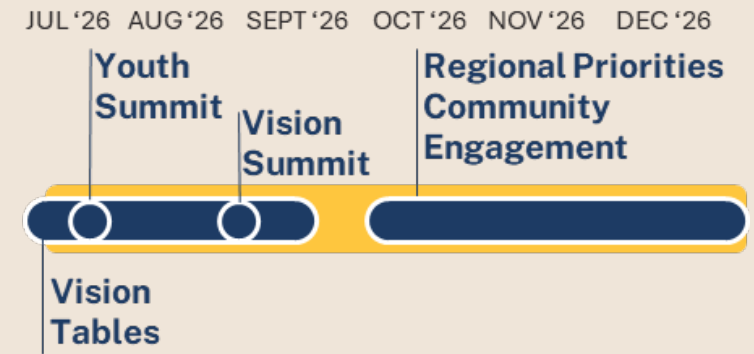 JUL ‘26 AUG‘26 SEPT ‘26 OCT ‘26 NOV ‘26 DEC ‘26
Youth
Summit
Vision
Summit
Regional Priorities
Community
Engagement
Vision
Tables